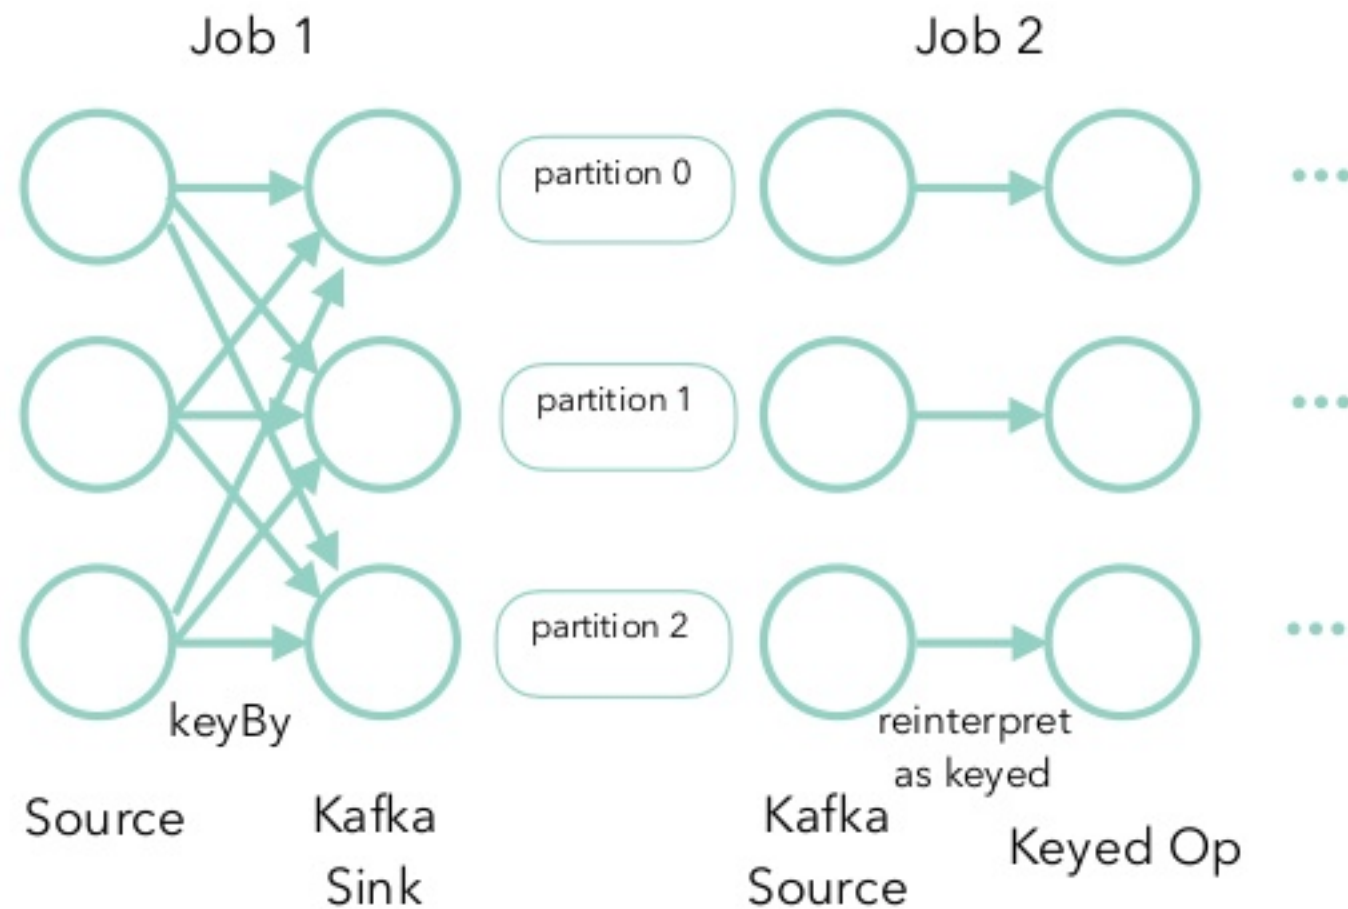 Job 1
Job 2
partition 0
partition 1
partition 2
keyBy
reinterpret
as keyed
Source
Kafka
Sink
Kafka
Source
Keyed Op